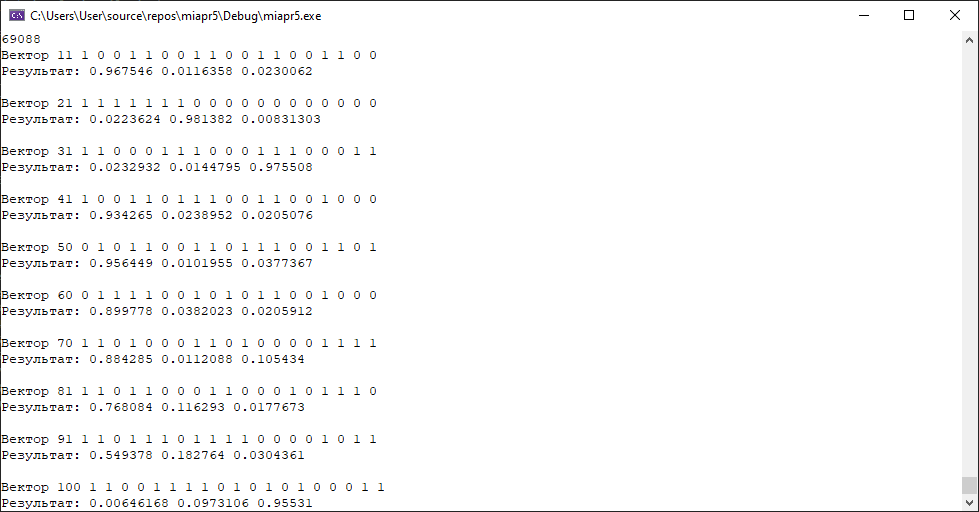 C:\Users\User\source\repos\miapr5\Debug\miapr5.exe
69088
Вектор 11 1 0 0 1 1 0 0 1 1 0 0 1 1 0 0 1 1 0 0
Результат: 0.967546 0.0116358 0.0230062
Вектор 21 1 1 1 1 1 1 1 0 0 0 0 0 0 0 0 0 0 0 0
Результат: 0.0223624 0.981382 0.00831303
Вектор 31 1 1 0 0 0 1 1 1 0 0 0 1 1 1 0 0 0 1 1
Результат: 0.0232932 0.0144795 0.975508
Вектор 41 1 0 0 1 1 0 1 1 1 0 0 1 1 0 0 1 0 0 0
Результат: 0.934265 0.0238952 0.0205076
Вектор 50 0 1 0 1 1 0 0 1 1 0 1 1 1 0 0 1 1 0 1
Результат: 0.956449 0.0101955 0.0377367
Вектор 60 0 1 1 1 1 0 0 1 0 1 0 1 1 0 0 1 0 0 0
Результат: 0.899778 0.0382023 0.0205912
Вектор 70 1 1 0 1 0 0 0 1 1 0 1 0 0 0 0 1 1 1 1
Результат: 0.884285 0.0112088 0.105434
Вектор 81 1 1 0 1 1 0 0 0 1 1 0 0 0 1 0 1 1 1 0
Результат: 0.768084 0.116293 0.0177673
Вектор 91 1 1 0 1 1 1 0 1 1 1 1 0 0 0 0 1 0 1 1
Результат: 0.549378 0.182764 0.0304361
Вектор 100 1 1 0 0 1 1 1 1 0 1 0 1 0 1 0 0 0 1 1
Результат: 0.00646168 0.0973106 0.95531